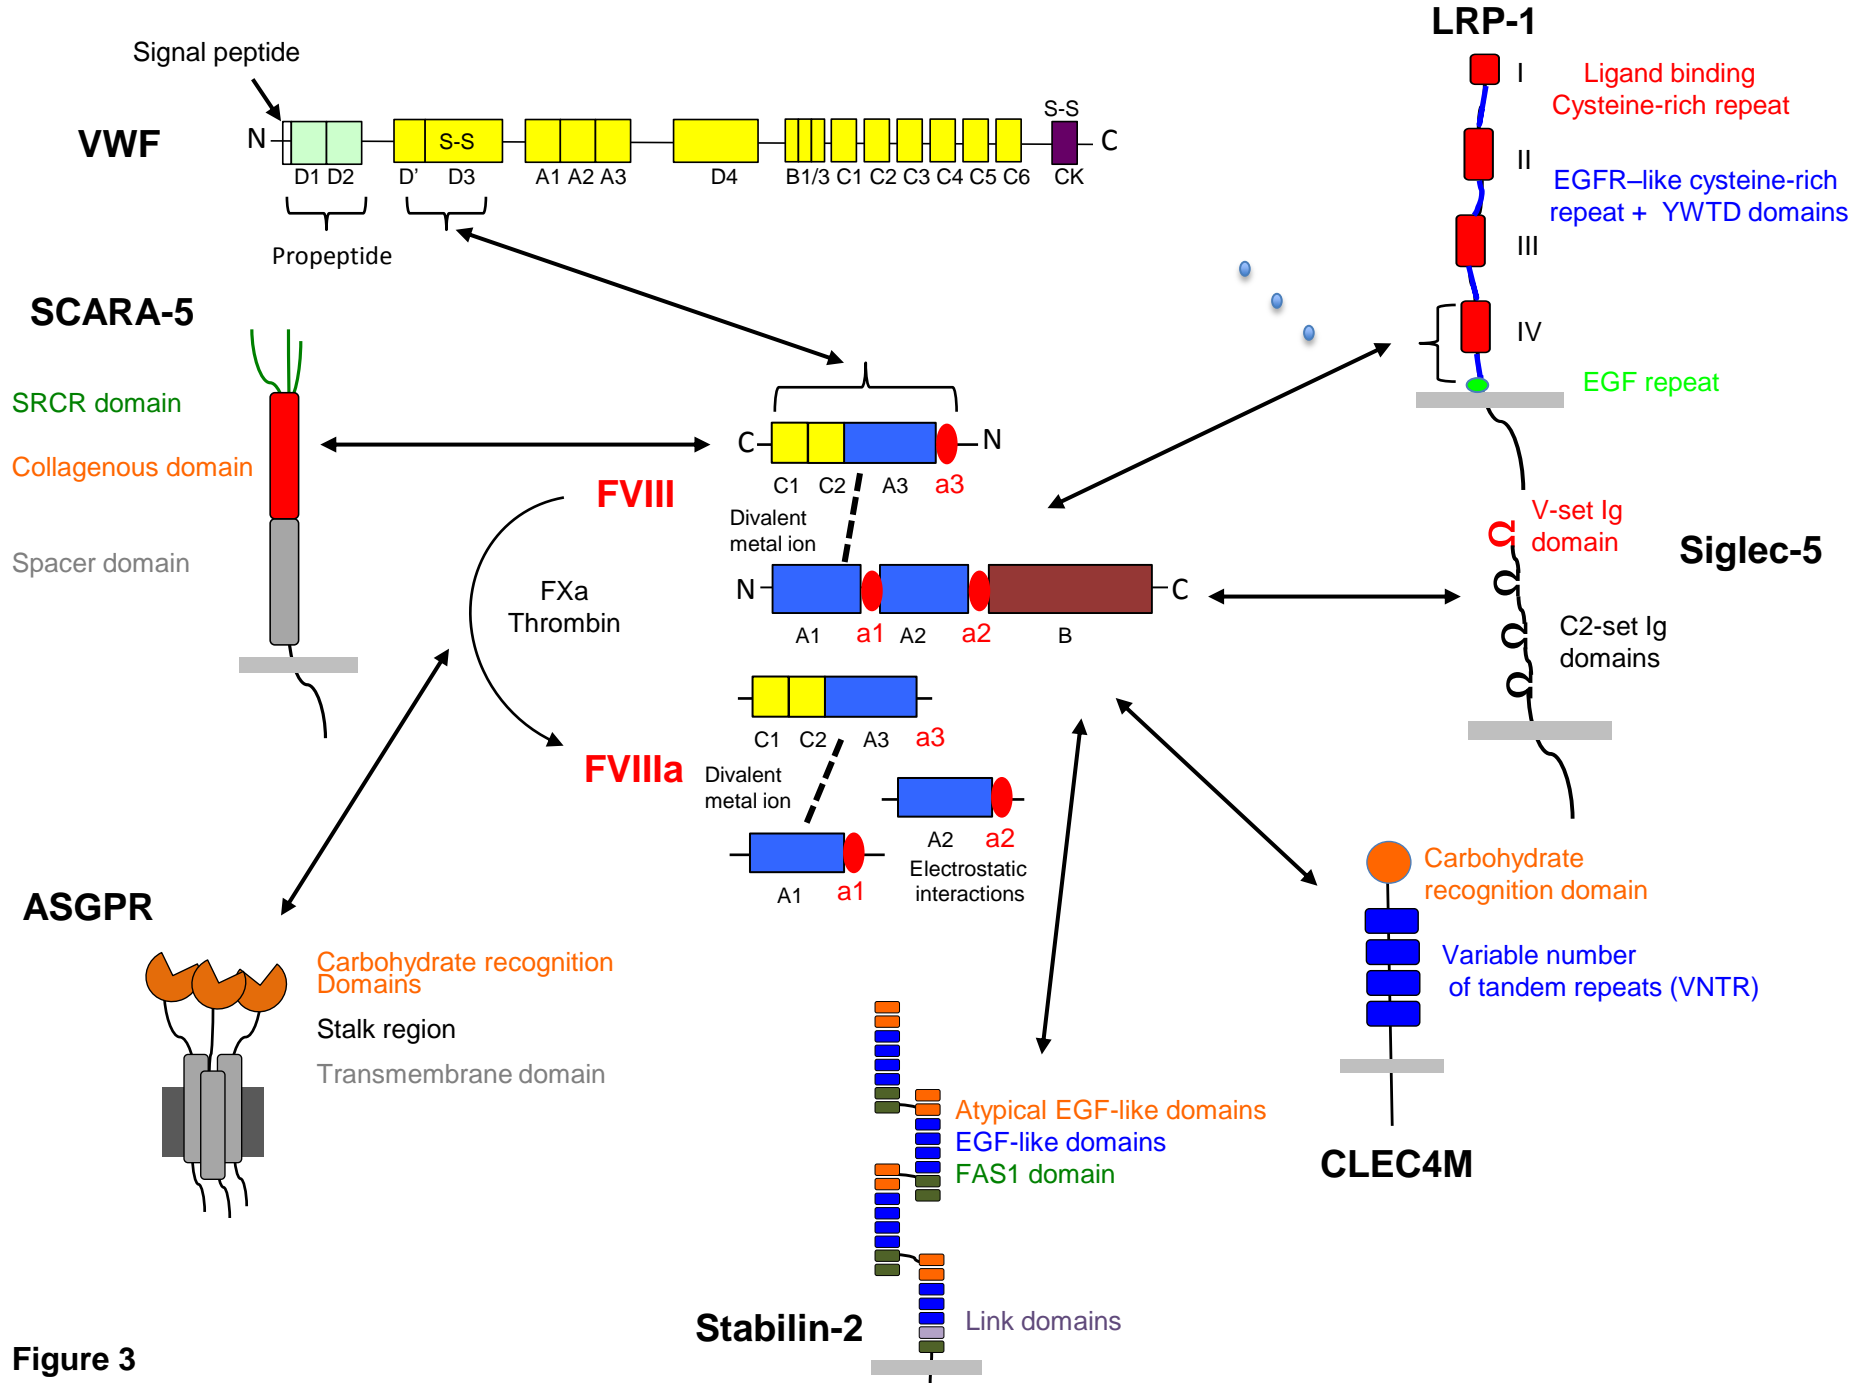 LRP-1
Signal peptide
VWF
N
S-S
S-S
C
D1 D2
D'
D3
A1 A2 A3
D4
B1/3 C1 C2 C3 C4 C5 C6
CK
Propeptide
I
Ligand binding
Cysteine-rich repeat
II
EGFR–like cysteine-rich
repeat + YWTD domains
III
IV
EGF repeat
SCARA-5
SRCR domain
Collagenous domain
Spacer domain
C
N
C1 C2 A3 a3
FVIII
Divalent
metal ion
FXa
Thrombin
N
C
A1 a1 A2 a2 B
V-set Ig
domain
Siglec-5
C2-set Ig
domains
C1 C2 A3 a3
FVIIIa
Divalent
metal ion
A2 a2
Electrostatic
interactions
A1 a1
ASGPR
Carbohydrate recognition
Domains
Stalk region
Transmembrane domain
Carbohydrate
recognition domain
Variable number
of tandem repeats (VNTR)
CLEC4M
Atypical EGF-like domains
EGF-like domains
FAS1 domain
Link domains
Stabilin-2
Figure 3